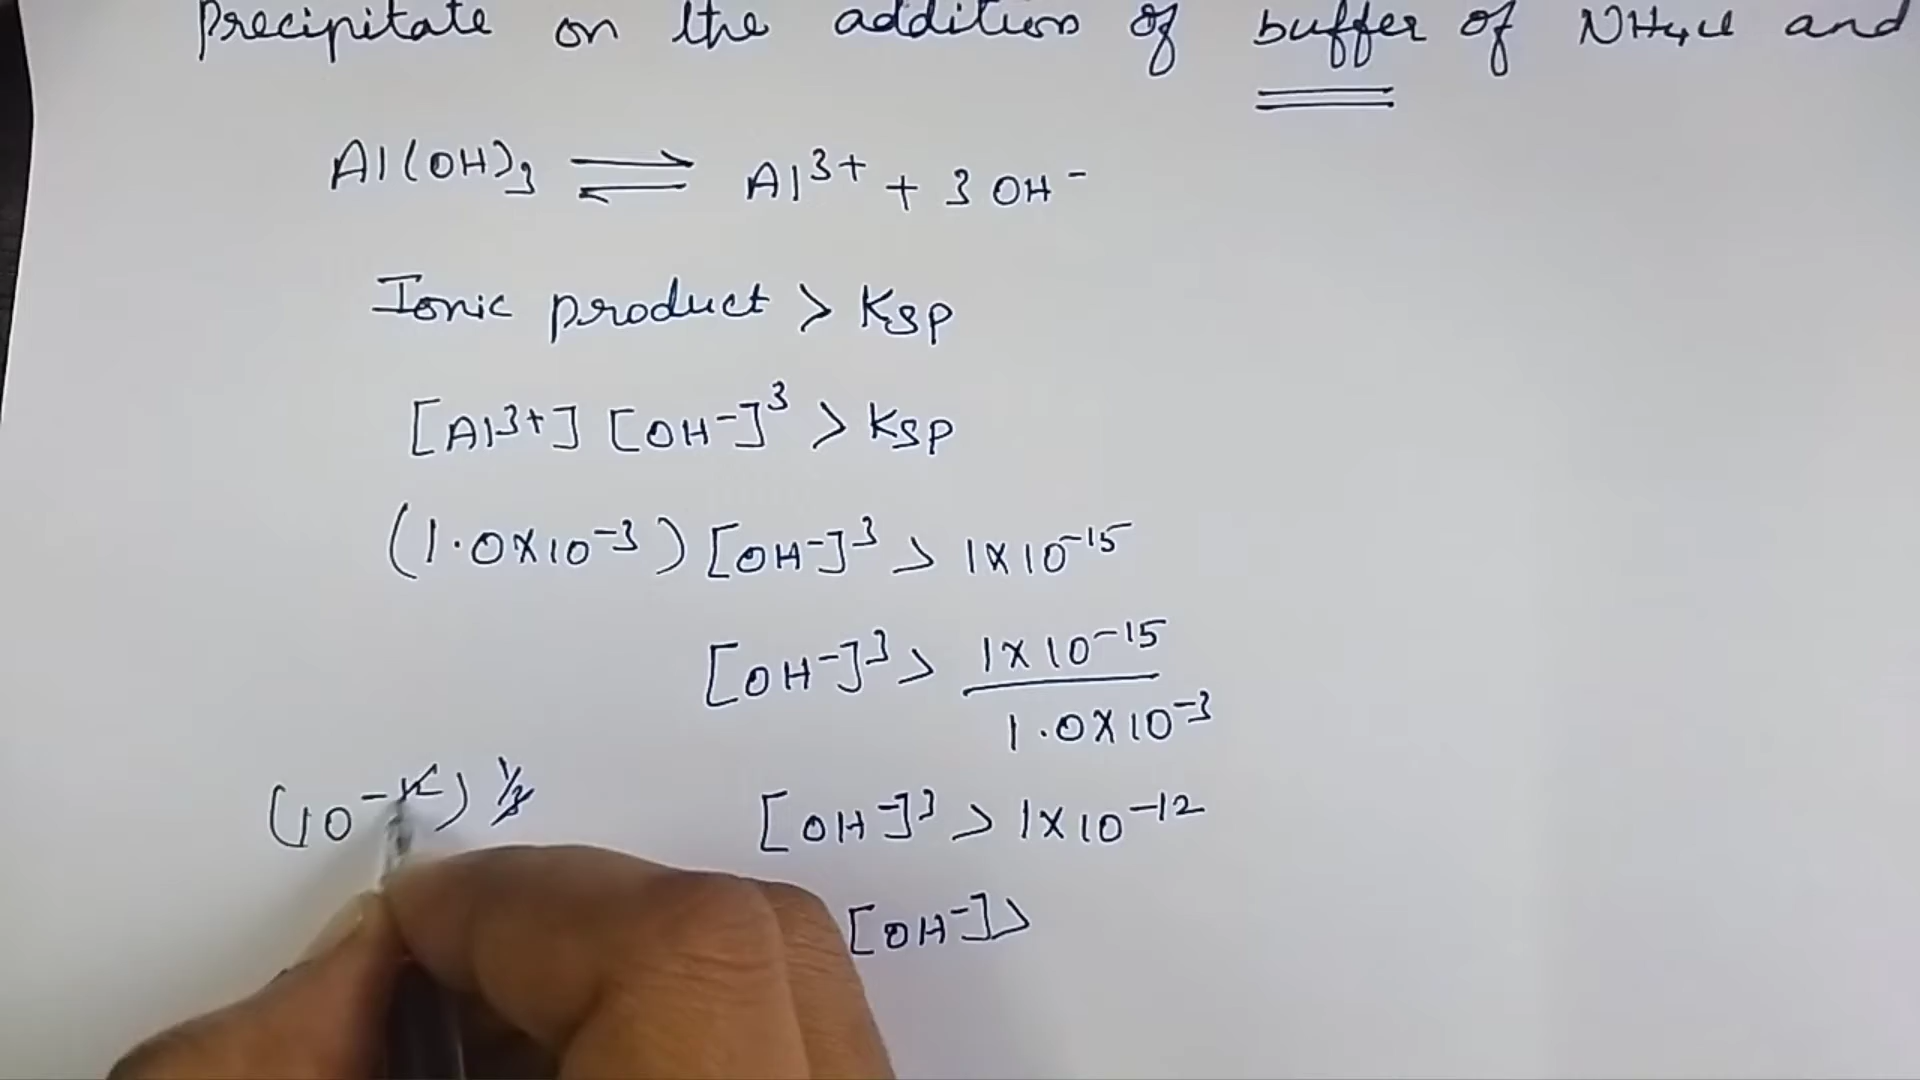 Precipitate on the addition of buffer of NH₄Cl and
Al(OH)₃ ⇌ Al³⁺ + 3OH⁻
Ionic product > Ksp
[Al³⁺] [OH⁻]³ > Ksp
(1.0×10⁻³) [OH⁻]³ > 1×10⁻¹⁵
[OH⁻]³ > 1×10⁻¹⁵
1.0×10⁻³
(10⁻¹²)^1/3 [OH⁻]³ > 1×10⁻¹²
[OH⁻] >